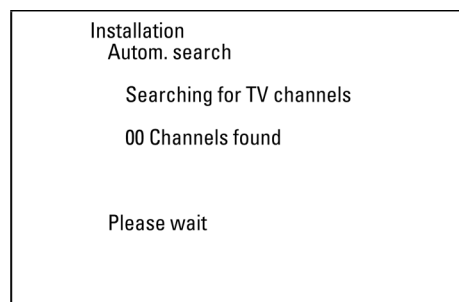 Installation
Autom. search
Searching for TV channels
00 Channels found
Please wait